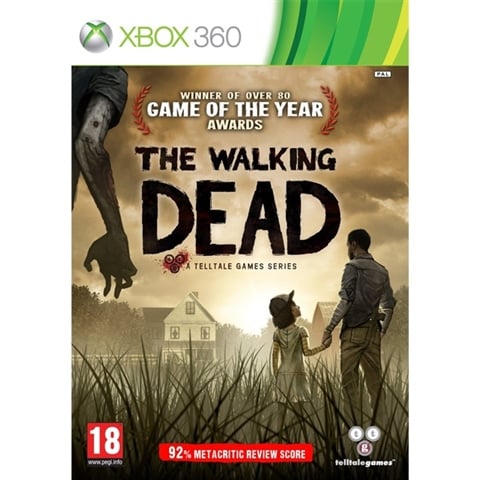 XBOX 360
PAL
WINNER OF OVER 80
GAME OF THE YEAR
AWARDS
THE WALKING
DEAD
A TELLTALE GAMES SERIES
18
www.pegi.info
92% METACRITIC REVIEW SCORE
t t
g
telltalegames